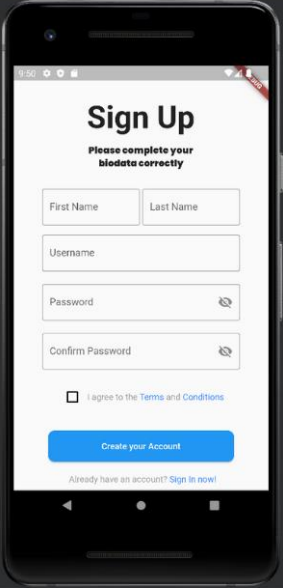 9:50
Sign Up
Please complete your
biodata correctly
First Name
Last Name
Username
Password
Confirm Password
I agree to the Terms and Conditions
Create your Account
Already have an account? Sign in now!